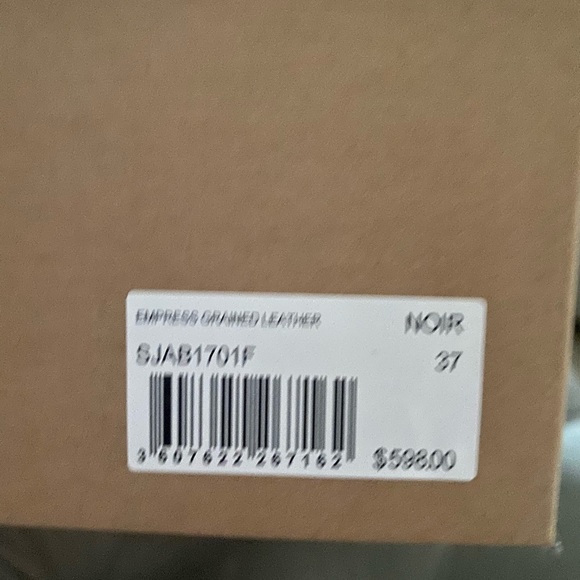 EMPRESS GRAINED LEATHER NOIR
SJAB1701F 37
3 607622 267162 $598.00